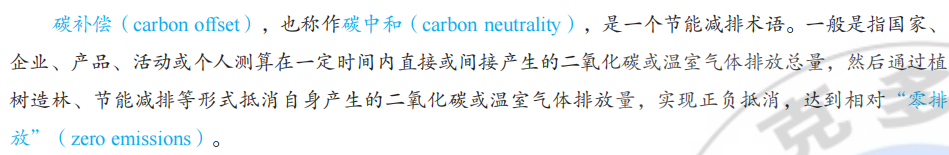 碳补偿（carbon offset），也称作碳中和（carbon neutrality），是一个节能减排术语。一般是指国家、
企业、产品、活动或个人测算在一定时间内直接或间接产生的二氧化碳或温室气体排放总量，然后通过植
树造林、节能减排等形式抵消自身产生的二氧化碳或温室气体排放量，实现正负抵消，达到相对“零排
放”（zero emissions）。
克多